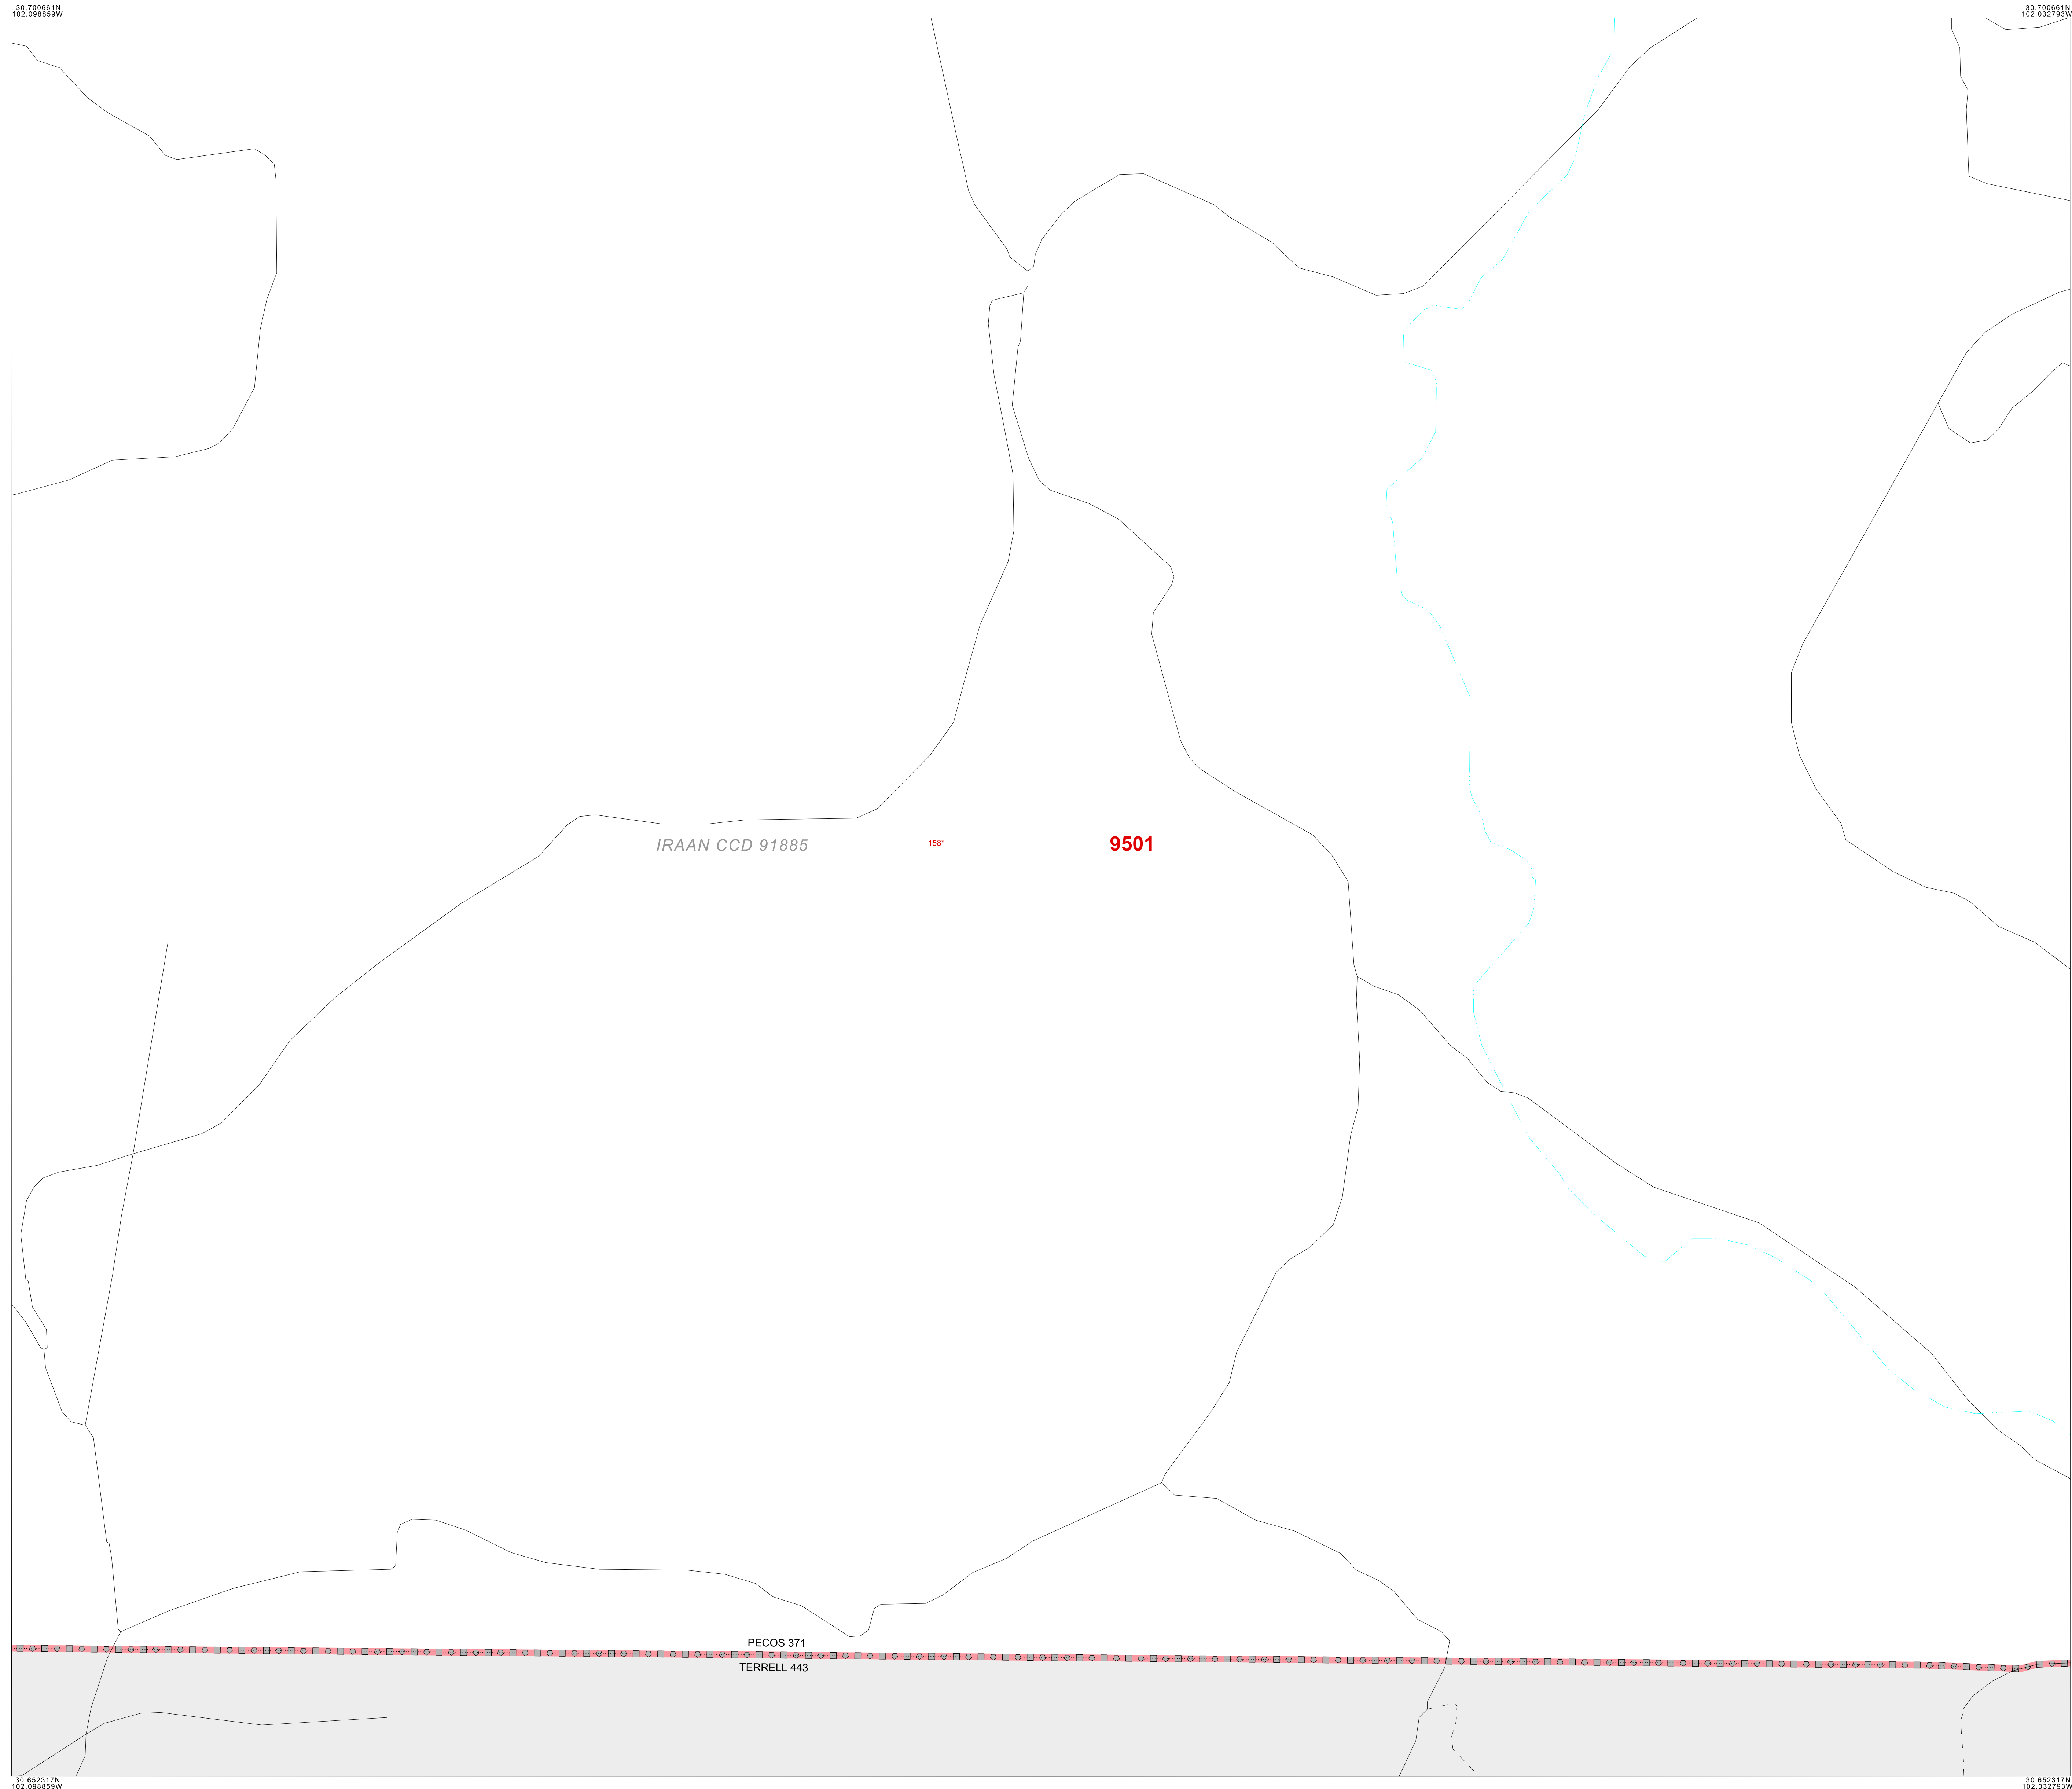 30.700661N
102.098859W
30.700661N
102.032793W
IRAAN CCD 91885
158*
9501
PECOS 371
TERRELL 443
30.652317N
102.098859W
30.652317N
102.032793W